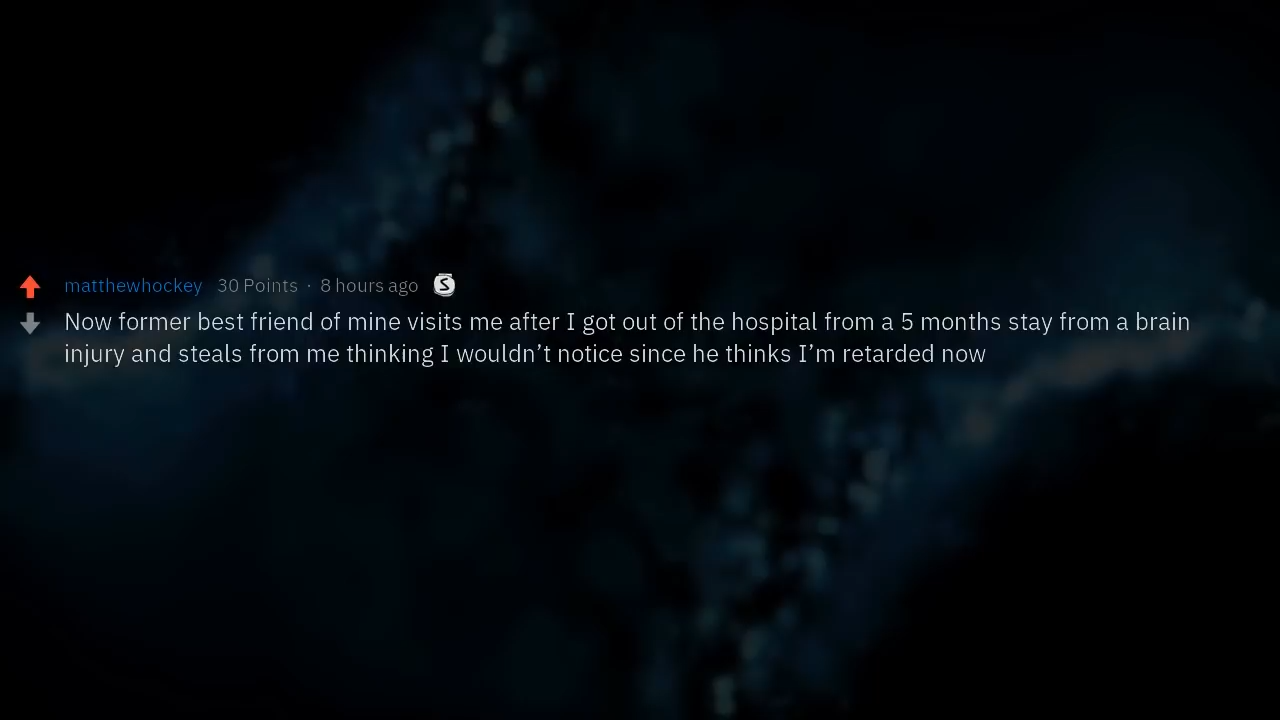 matthewhockey 30 Points · 8 hours ago
Now former best friend of mine visits me after I got out of the hospital from a 5 months stay from a brain
injury and steals from me thinking I wouldn’t notice since he thinks I’m retarded now